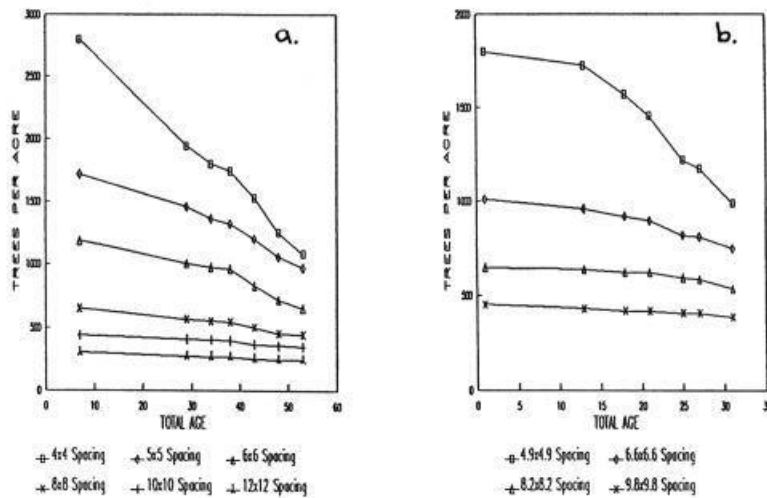 a.
TREES PER ACRE
3000
2500
2000
1500
1000
500
0
0 10 20 30 40 50 60
TOTAL AGE
4x4 Spacing 5x5 Spacing 6x6 Spacing
8x8 Spacing 10x10 Spacing 12x12 Spacing
b.
TREES PER ACRE
2000
1500
1000
500
0
0 5 10 15 20 25 30 35
TOTAL AGE
4.9x4.9 Spacing 6.6x6.6 Spacing
8.2x8.2 Spacing 9.8x9.8 Spacing